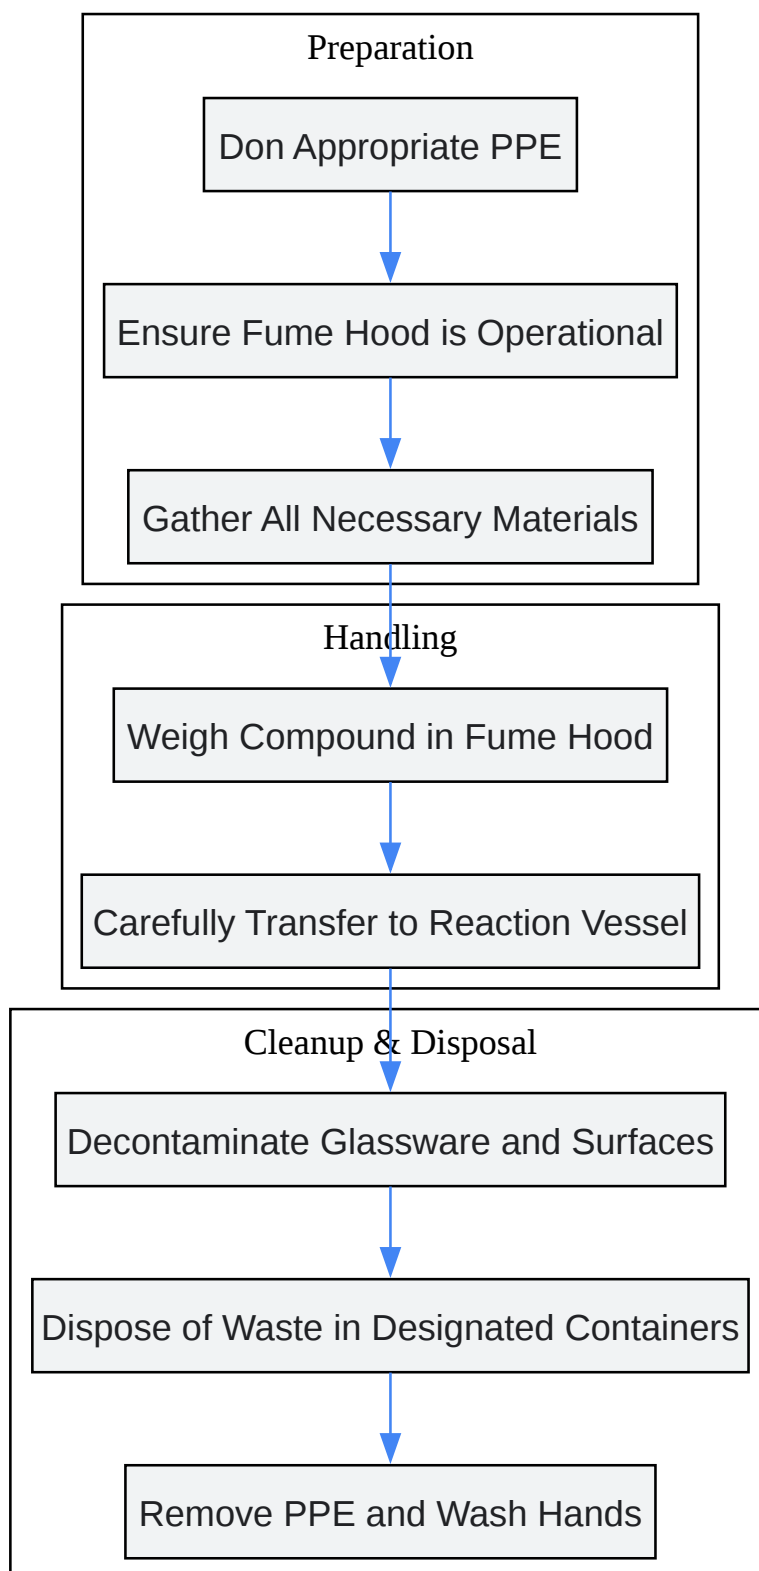 Preparation
Don Appropriate PPE
Ensure Fume Hood is Operational
Gather All Necessary Materials
Handling
Weigh Compound in Fume Hood
Carefully Transfer to Reaction Vessel
Cleanup & Disposal
Decontaminate Glassware and Surfaces
Dispose of Waste in Designated Containers
Remove PPE and Wash Hands